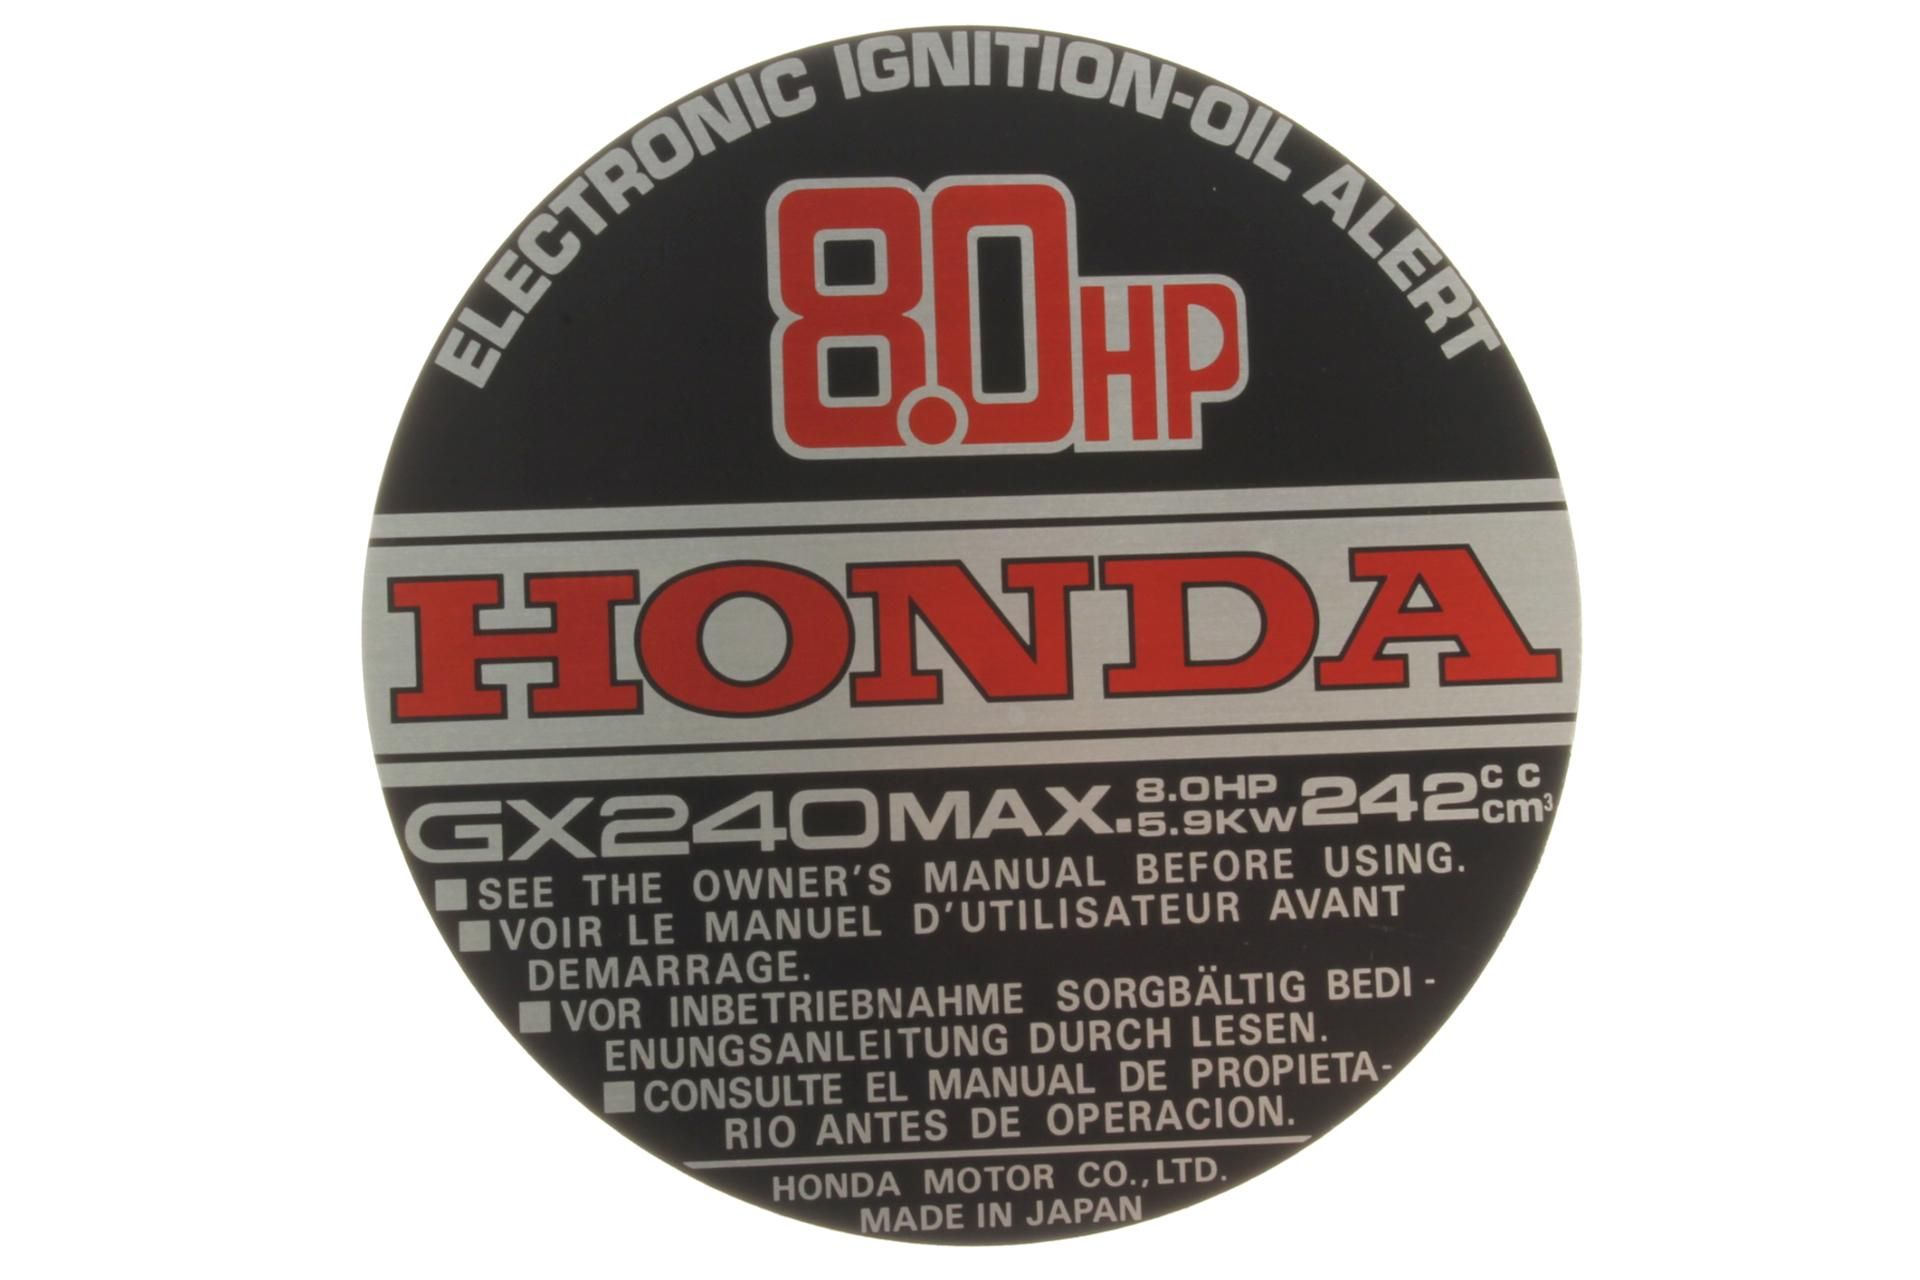 ELECTRONIC IGNITION-OIL ALERT
8.0HP
HONDA
GX240MAX. 8.0HP 5.9KW 242 cc cm³
■SEE THE OWNER'S MANUAL BEFORE USING.
■VOIR LE MANUEL D'UTILISATEUR AVANT
DEMARRAGE.
■VOR INBETRIEBNAHME SORGBÄLTIG BEDI-
ENUNGSANLEITUNG DURCH LESEN.
■CONSULTE EL MANUAL DE PROPIETA-
RIO ANTES DE OPERACION.
HONDA MOTOR CO.,LTD.
MADE IN JAPAN